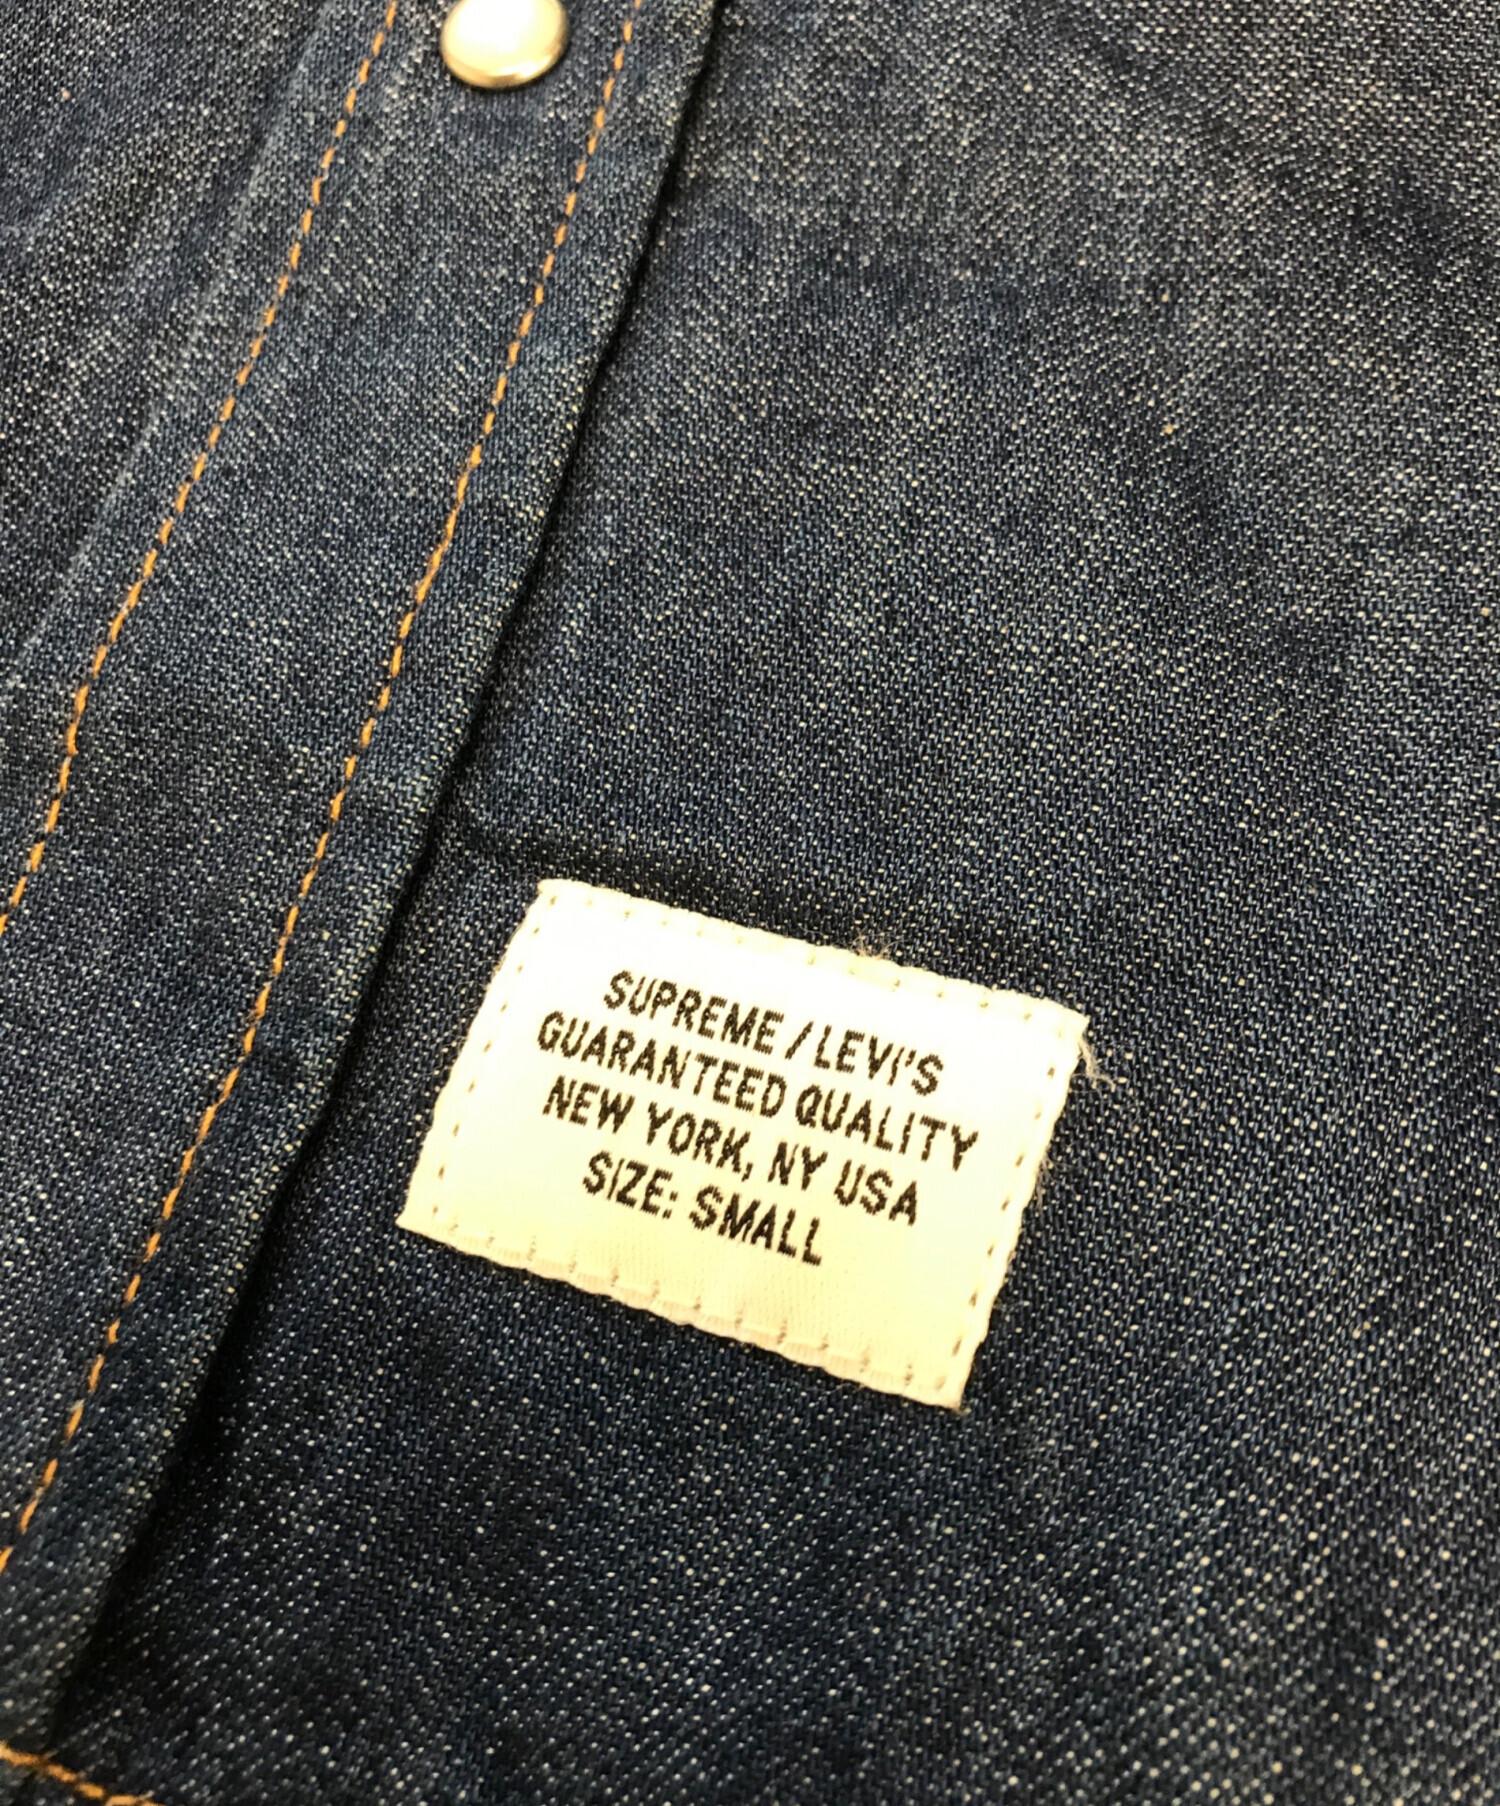 SUPREME / LEVI'S
GUARANTEED QUALITY
NEW YORK, NY USA
SIZE: SMALL